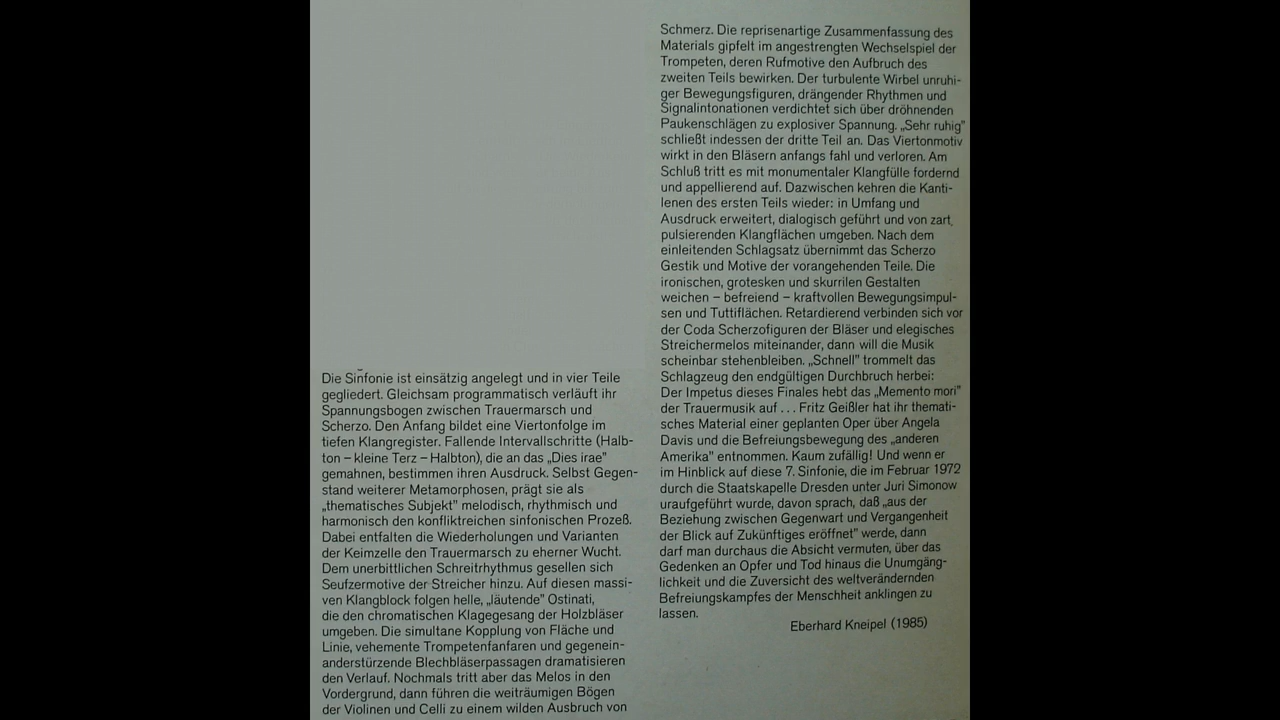 Die Sinfonie ist einsätzig angelegt und in vier Teile
gegliedert. Gleichsam programmatisch verläuft ihr
Spannungsbogen zwischen Trauermarsch und
Scherzo. Den Anfang bildet eine Viertonfolge im
tiefen Klangregister. Fallende Intervallschritte (Halb-
ton – kleine Terz – Halbton), die an das „Dies irae"
gemahnen, bestimmen ihren Ausdruck. Selbst Gegen-
stand weiterer Metamorphosen, prägt sie als
„thematisches Subjekt" melodisch, rhythmisch und
harmonisch den konfliktreichen sinfonischen Prozeß.
Dabei entfalten die Wiederholungen und Varianten
der Keimzelle den Trauermarsch zu eherner Wucht.
Dem unerbittlichen Schreitrhythmus gesellen sich
Seufzermotive der Streicher hinzu. Auf diesen massi-
ven Klangblock folgen helle, „läutende" Ostinati,
die den chromatischen Klagegesang der Holzbläser
umgeben. Die simultane Kopplung von Fläche und
Linie, vehemente Trompetenfanfaren und gegenein-
anderstürzende Blechbläserpassagen dramatisieren
den Verlauf. Nochmals tritt aber das Melos in den
Vordergrund, dann führen die weiträumigen Bögen
der Violinen und Celli zu einem wilden Ausbruch von
Schmerz. Die reprisenartige Zusammenfassung des
Materials gipfelt im angestrengten Wechselspiel der
Trompeten, deren Rufmotive den Aufbruch des
zweiten Teils bewirken. Der turbulente Wirbel unruhi-
ger Bewegungsfiguren, drängender Rhythmen und
Signalintonationen verdichtet sich über dröhnenden
Paukenschlägen zu explosiver Spannung. „Sehr ruhig"
schließt indessen der dritte Teil an. Das Viertonmotiv
wirkt in den Bläsern anfangs fahl und verloren. Am
Schluß tritt es mit monumentaler Klangfülle fordernd
und appellierend auf. Dazwischen kehren die Kanti-
lenen des ersten Teils wieder: in Umfang und
Ausdruck erweitert, dialogisch geführt und von zart
pulsierenden Klangflächen umgeben. Nach dem
einleitenden Schlagsatz übernimmt das Scherzo
Gestik und Motive der vorangehenden Teile. Die
ironischen, grotesken und skurrilen Gestalten
weichen – befreiend – kraftvollen Bewegungsimpul-
sen und Tuttiflächen. Retardierend verbinden sich vor
der Coda Scherzofiguren der Bläser und elegisches
Streichermelos miteinander, dann will die Musik
scheinbar stehenbleiben. „Schnell" trommelt das
Schlagzeug den endgültigen Durchbruch herbei:
Der Impetus dieses Finales hebt das „Memento mori"
der Trauermusik auf . . . Fritz Geißler hat ihr themati-
sches Material einer geplanten Oper über Angela
Davis und die Befreiungsbewegung des „anderen
Amerika" entnommen. Kaum zufällig! Und wenn er
im Hinblick auf diese 7. Sinfonie, die im Februar 1972
durch die Staatskapelle Dresden unter Juri Simonow
uraufgeführt wurde, davon sprach, daß „aus der
Beziehung zwischen Gegenwart und Vergangenheit
der Blick auf Zukünftiges eröffnet" werde, dann
darf man durchaus die Absicht vermuten, über das
Gedenken an Opfer und Tod hinaus die Unumgäng-
lichkeit und die Zuversicht des weltverändernden
Befreiungskampfes der Menschheit anklingen zu
lassen.
Eberhard Kneipel (1985)